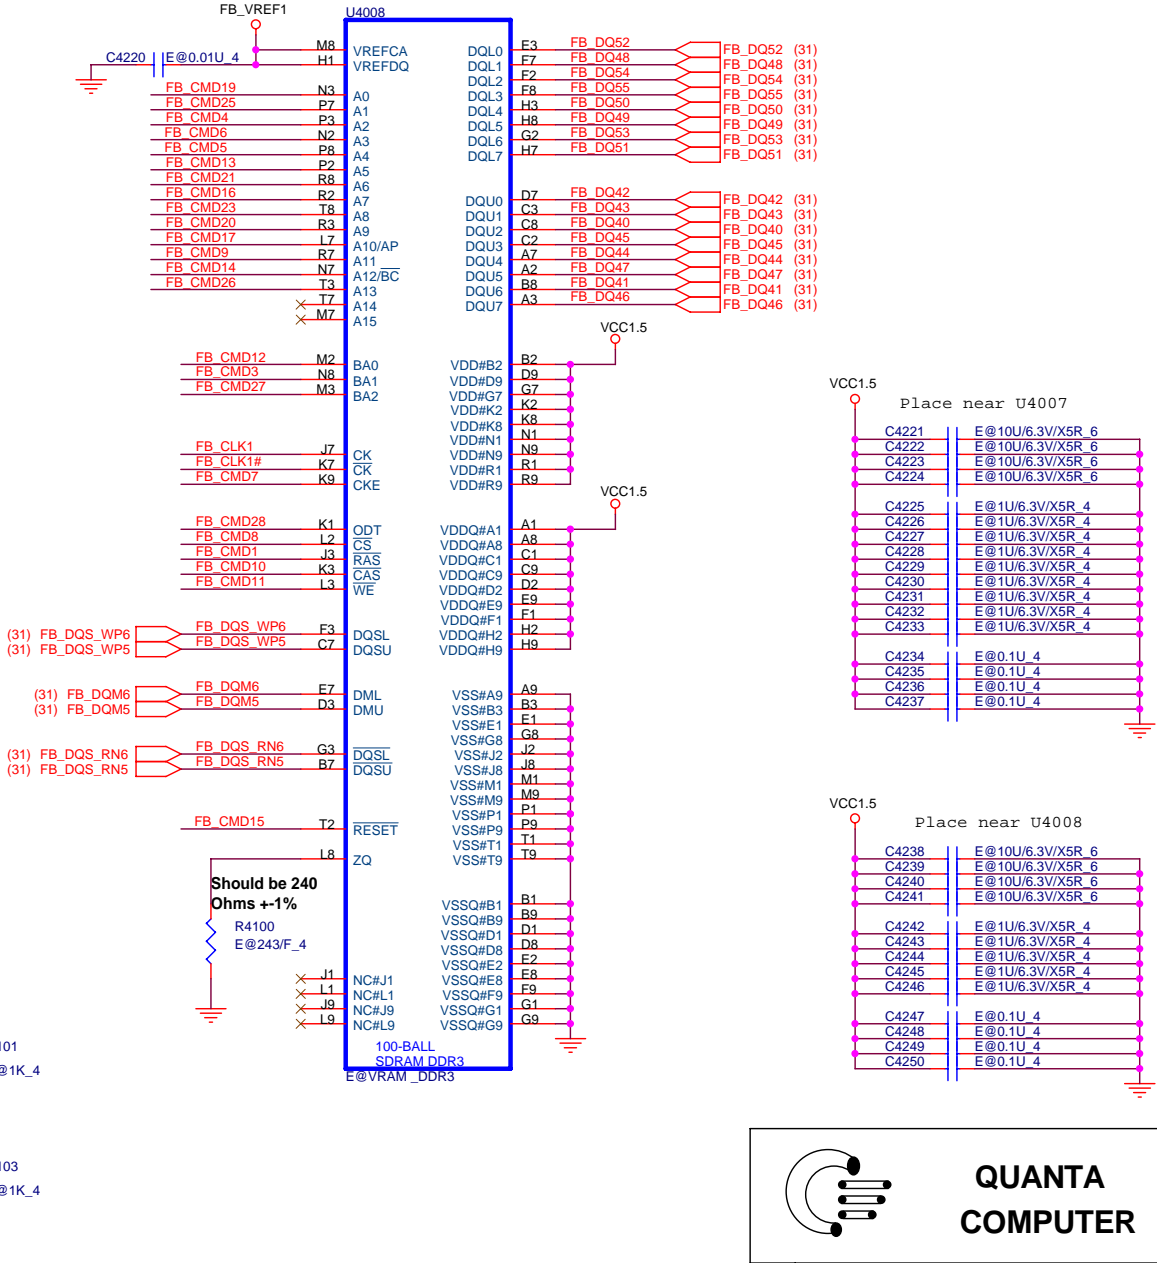 FB_VREF1
U4008
C4220 E@0.01U_4
M8 VREFCA
H1 VREFDQ
FB_CMD19 N3 A0
FB_CMD25 P7 A1
FB_CMD4 P3 A2
FB_CMD6 N2 A3
FB_CMD5 P8 A4
FB_CMD13 P2 A5
FB_CMD21 R8 A6
FB_CMD16 R2 A7
FB_CMD23 T8 A8
FB_CMD20 R3 A9
FB_CMD17 L7 A10/AP
FB_CMD9 R7 A11
FB_CMD14 N7 A12/BC
FB_CMD26 T3 A13
T7 A14
M7 A15
FB_CMD12 M2 BA0
FB_CMD3 N8 BA1
FB_CMD27 M3 BA2
FB_CLK1 J7 CK
FB_CLK1# K7 CK
FB_CMD7 K9 CKE
FB_CMD28 K1 ODT
FB_CMD8 L2 CS
FB_CMD1 J3 RAS
FB_CMD10 K3 CAS
FB_CMD11 L3 WE
(31) FB_DQS_WP6 FB_DQS_WP6 F3 DQSL
(31) FB_DQS_WP5 FB_DQS_WP5 C7 DQSU
(31) FB_DQM6 FB_DQM6 E7 DML
(31) FB_DQM5 FB_DQM5 D3 DMU
(31) FB_DQS_RN6 FB_DQS_RN6 G3 DQSL
(31) FB_DQS_RN5 FB_DQS_RN5 B7 DQSU
FB_CMD15 T2 RESET
L8 ZQ
Should be 240
Ohms +-1%
R4100
E@243/F_4
J1 NC#J1
L1 NC#L1
J9 NC#J9
L9 NC#L9
100-BALL
SDRAM DDR3
E@VRAM _DDR3
DQL0 E3 FB_DQ52 FB_DQ52 (31)
DQL1 F7 FB_DQ48 FB_DQ48 (31)
DQL2 F2 FB_DQ54 FB_DQ54 (31)
DQL3 F8 FB_DQ55 FB_DQ55 (31)
DQL4 H3 FB_DQ50 FB_DQ50 (31)
DQL5 H8 FB_DQ49 FB_DQ49 (31)
DQL6 G2 FB_DQ53 FB_DQ53 (31)
DQL7 H7 FB_DQ51 FB_DQ51 (31)
DQU0 D7 FB_DQ42 FB_DQ42 (31)
DQU1 C3 FB_DQ43 FB_DQ43 (31)
DQU2 C8 FB_DQ40 FB_DQ40 (31)
DQU3 C2 FB_DQ45 FB_DQ45 (31)
DQU4 A7 FB_DQ44 FB_DQ44 (31)
DQU5 A2 FB_DQ47 FB_DQ47 (31)
DQU6 B8 FB_DQ41 FB_DQ41 (31)
DQU7 A3 FB_DQ46 FB_DQ46 (31)
VCC1.5
VDD#B2 B2
VDD#D9 D9
VDD#G7 G7
VDD#K2 K2
VDD#K8 K8
VDD#N1 N1
VDD#N9 N9
VDD#R1 R1
VDD#R9 R9
VCC1.5
VDDQ#A1 A1
VDDQ#A8 A8
VDDQ#C1 C1
VDDQ#C9 C9
VDDQ#D2 D2
VDDQ#E9 E9
VDDQ#F1 F1
VDDQ#H2 H2
VDDQ#H9 H9
VSS#A9 A9
VSS#B3 B3
VSS#E1 E1
VSS#G8 G8
VSS#J2 J2
VSS#J8 J8
VSS#M1 M1
VSS#M9 M9
VSS#P1 P1
VSS#P9 P9
VSS#T1 T1
VSS#T9 T9
VSSQ#B1 B1
VSSQ#B9 B9
VSSQ#D1 D1
VSSQ#D8 D8
VSSQ#E2 E2
VSSQ#E8 E8
VSSQ#F9 F9
VSSQ#G1 G1
VSSQ#G9 G9
VCC1.5
Place near U4007
C4221 E@10U/6.3V/X5R_6
C4222 E@10U/6.3V/X5R_6
C4223 E@10U/6.3V/X5R_6
C4224 E@10U/6.3V/X5R_6
C4225 E@1U/6.3V/X5R_4
C4226 E@1U/6.3V/X5R_4
C4227 E@1U/6.3V/X5R_4
C4228 E@1U/6.3V/X5R_4
C4229 E@1U/6.3V/X5R_4
C4230 E@1U/6.3V/X5R_4
C4231 E@1U/6.3V/X5R_4
C4232 E@1U/6.3V/X5R_4
C4233 E@1U/6.3V/X5R_4
C4234 E@0.1U_4
C4235 E@0.1U_4
C4236 E@0.1U_4
C4237 E@0.1U_4
VCC1.5
Place near U4008
C4238 E@10U/6.3V/X5R_6
C4239 E@10U/6.3V/X5R_6
C4240 E@10U/6.3V/X5R_6
C4241 E@10U/6.3V/X5R_6
C4242 E@1U/6.3V/X5R_4
C4243 E@1U/6.3V/X5R_4
C4244 E@1U/6.3V/X5R_4
C4245 E@1U/6.3V/X5R_4
C4246 E@1U/6.3V/X5R_4
C4247 E@0.1U_4
C4248 E@0.1U_4
C4249 E@0.1U_4
C4250 E@0.1U_4
101
@1K_4
103
@1K_4
QUANTA
COMPUTER